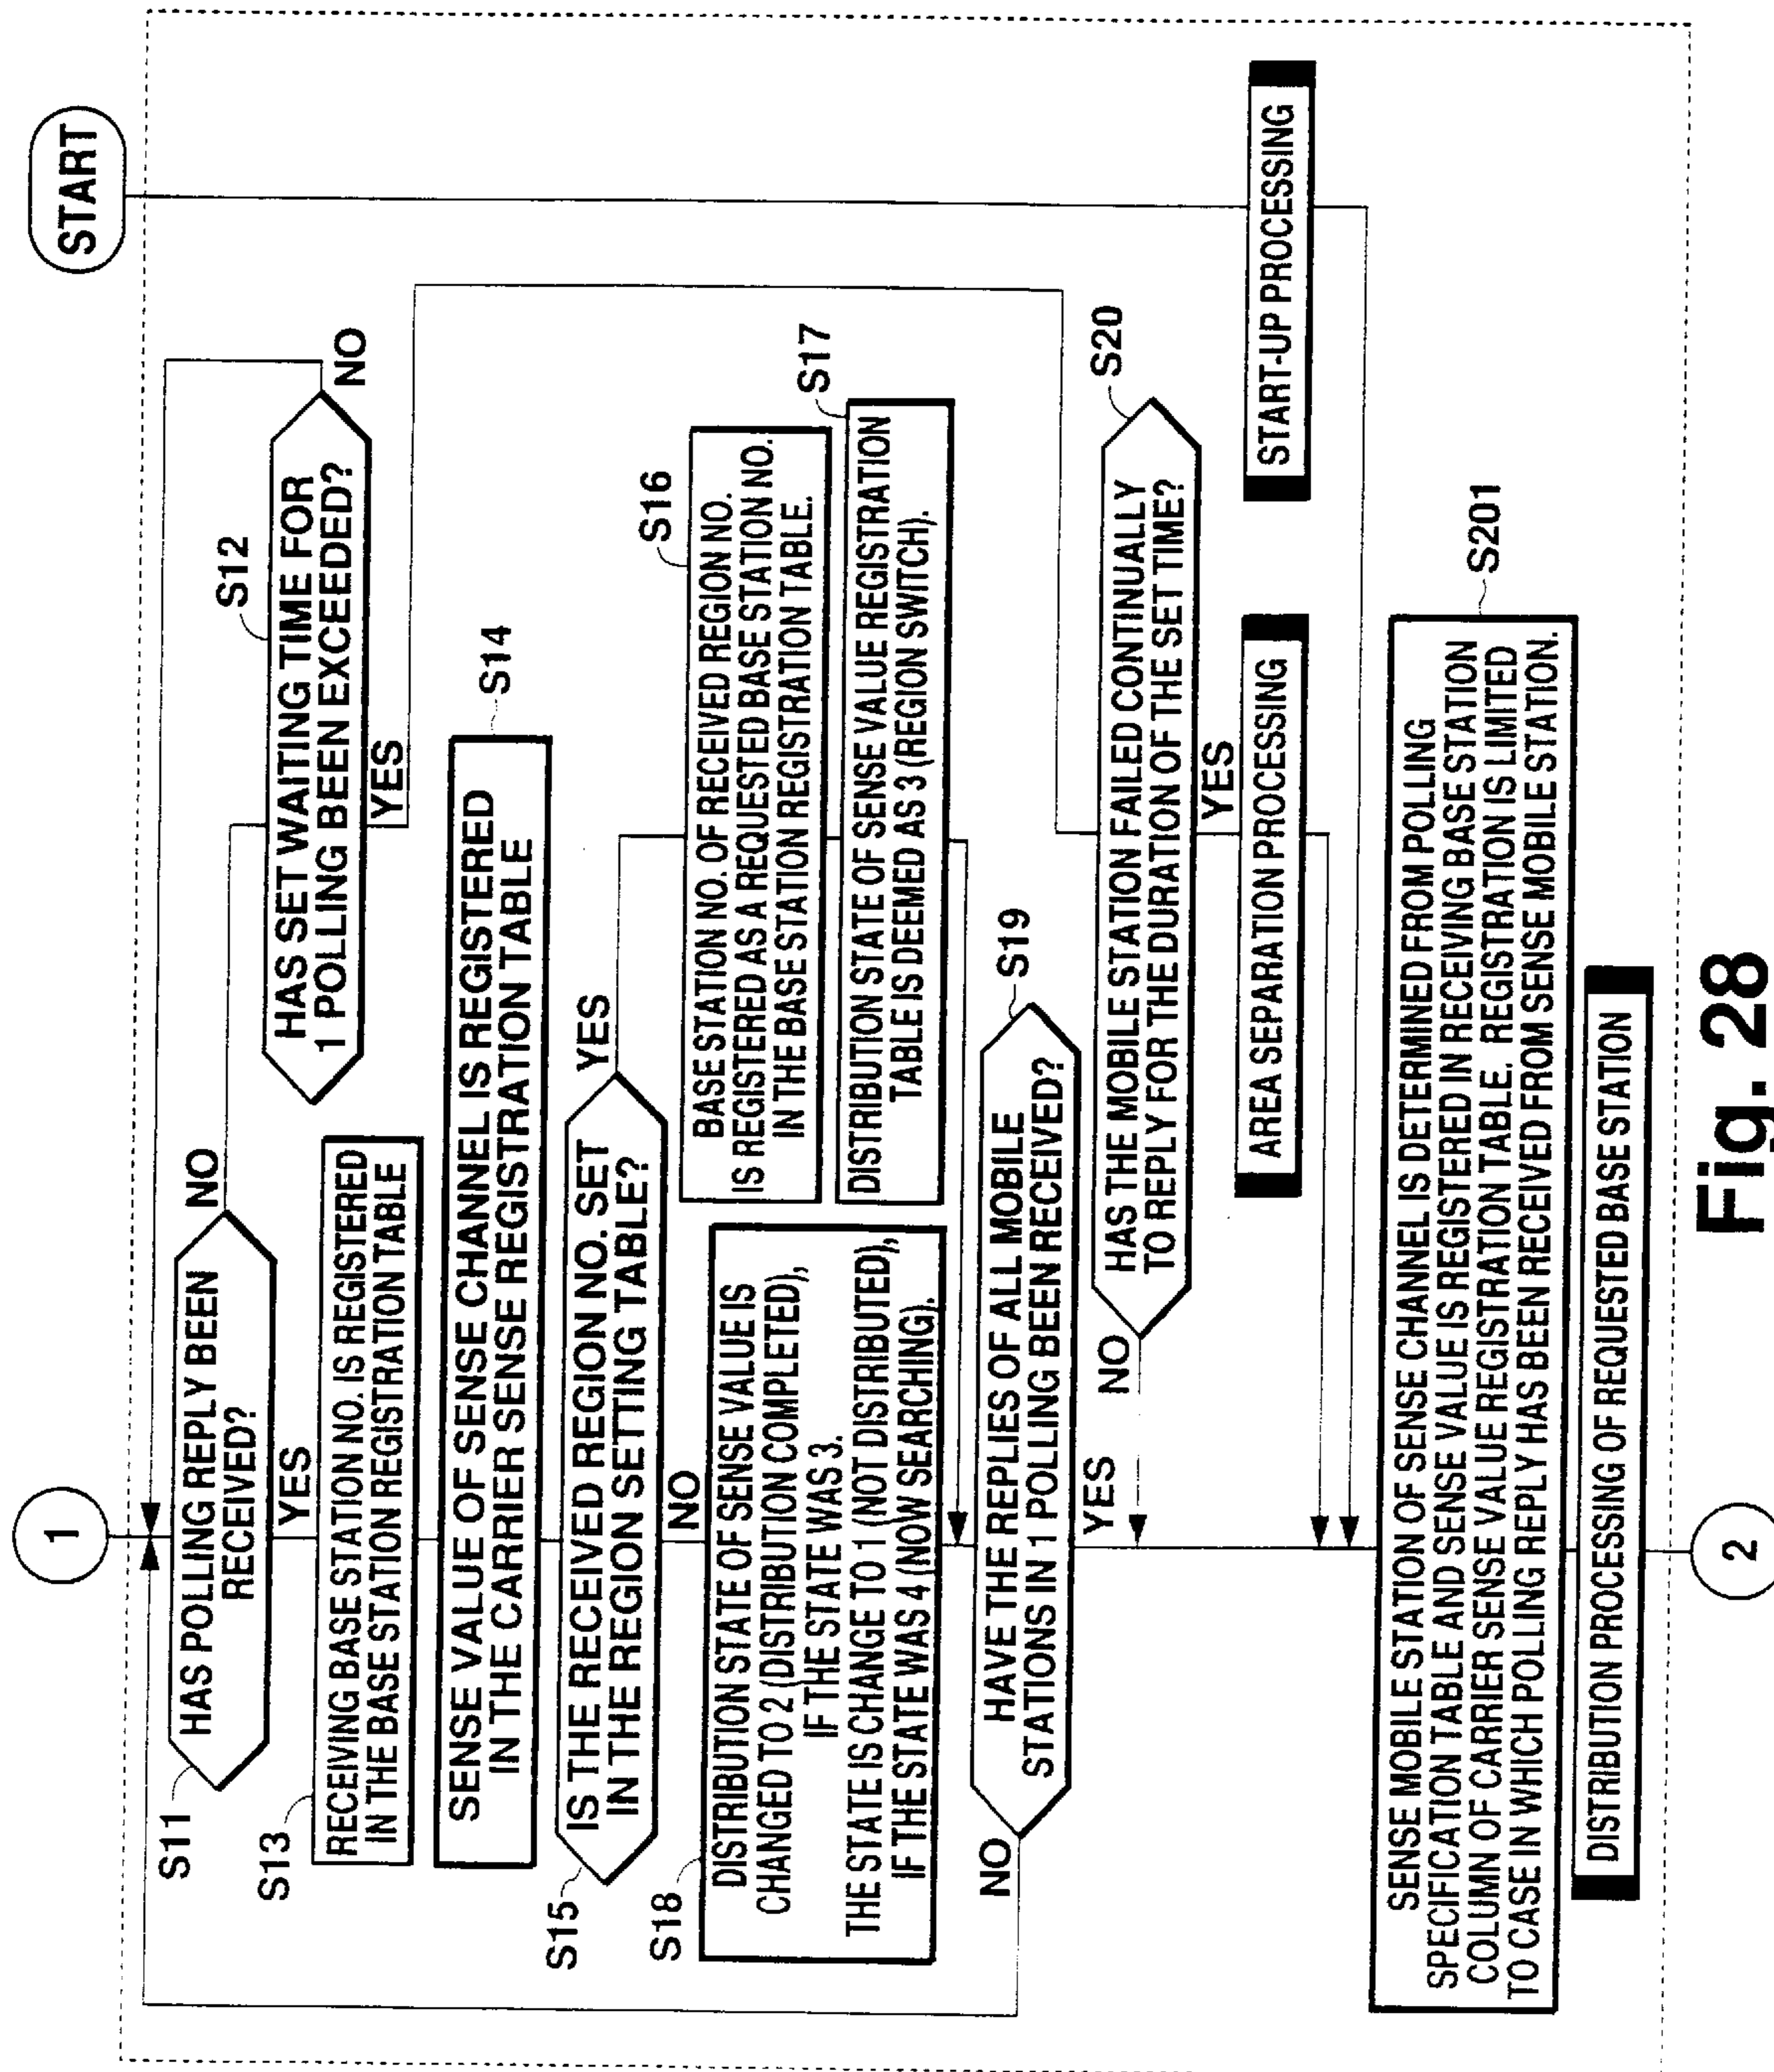 START
1
S11
HAS POLLING REPLY BEEN
RECEIVED?
NO
YES
S12
HAS SET WAITING TIME FOR
1 POLLING BEEN EXCEEDED?
NO
YES
S13
RECEIVING BASE STATION NO. IS REGISTERED
IN THE BASE STATION REGISTRATION TABLE
S14
SENSE VALUE OF SENSE CHANNEL IS REGISTERED
IN THE CARRIER SENSE REGISTRATION TABLE
S15
IS THE RECEIVED REGION NO. SET
IN THE REGION SETTING TABLE?
YES
NO
S16
BASE STATION NO. OF RECEIVED REGION NO.
IS REGISTERED AS A REQUESTED BASE STATION NO.
IN THE BASE STATION REGISTRATION TABLE.
S17
DISTRIBUTION STATE OF SENSE VALUE REGISTRATION
TABLE IS DEEMED AS 3 (REGION SWITCH).
S18
DISTRIBUTION STATE OF SENSE VALUE IS
CHANGED TO 2 (DISTRIBUTION COMPLETED),
IF THE STATE WAS 3.
THE STATE IS CHANGE TO 1 (NOT DISTRIBUTED),
IF THE STATE WAS 4 (NOW SEARCHING).
S19
HAVE THE REPLIES OF ALL MOBILE
STATIONS IN 1 POLLING BEEN RECEIVED?
NO
YES
S20
HAS THE MOBILE STATION FAILED CONTINUALLY
TO REPLY FOR THE DURATION OF THE SET TIME?
NO
YES
AREA SEPARATION PROCESSING
START-UP PROCESSING
S201
SENSE MOBILE STATION OF SENSE CHANNEL IS DETERMINED FROM POLLING
SPECIFICATION TABLE AND SENSE VALUE IS REGISTERED IN RECEIVING BASE STATION
COLUMN OF CARRIER SENSE VALUE REGISTRATION TABLE. REGISTRATION IS LIMITED
TO CASE IN WHICH POLLING REPLY HAS BEEN RECEIVED FROM SENSE MOBILE STATION.
DISTRIBUTION PROCESSING OF REQUESTED BASE STATION
2
Fig. 28